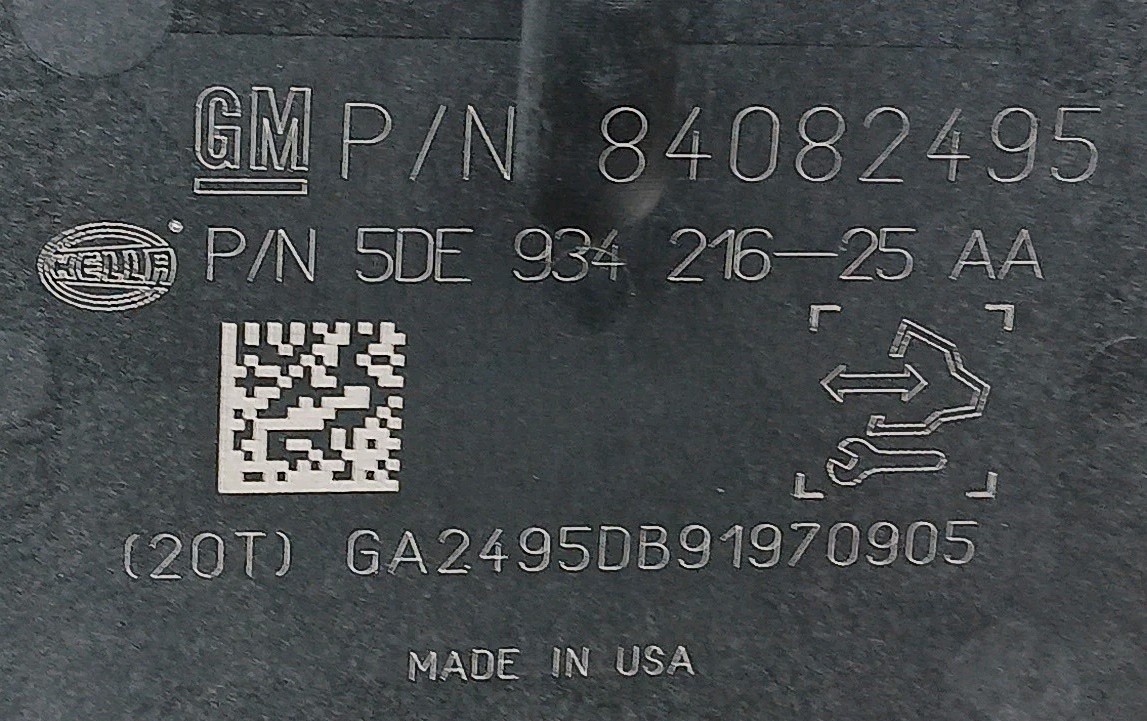 GM P/N 84082495
HELLA P/N 5DE 934 216-25 AA
(20T) GA2495DB91970905
MADE IN USA